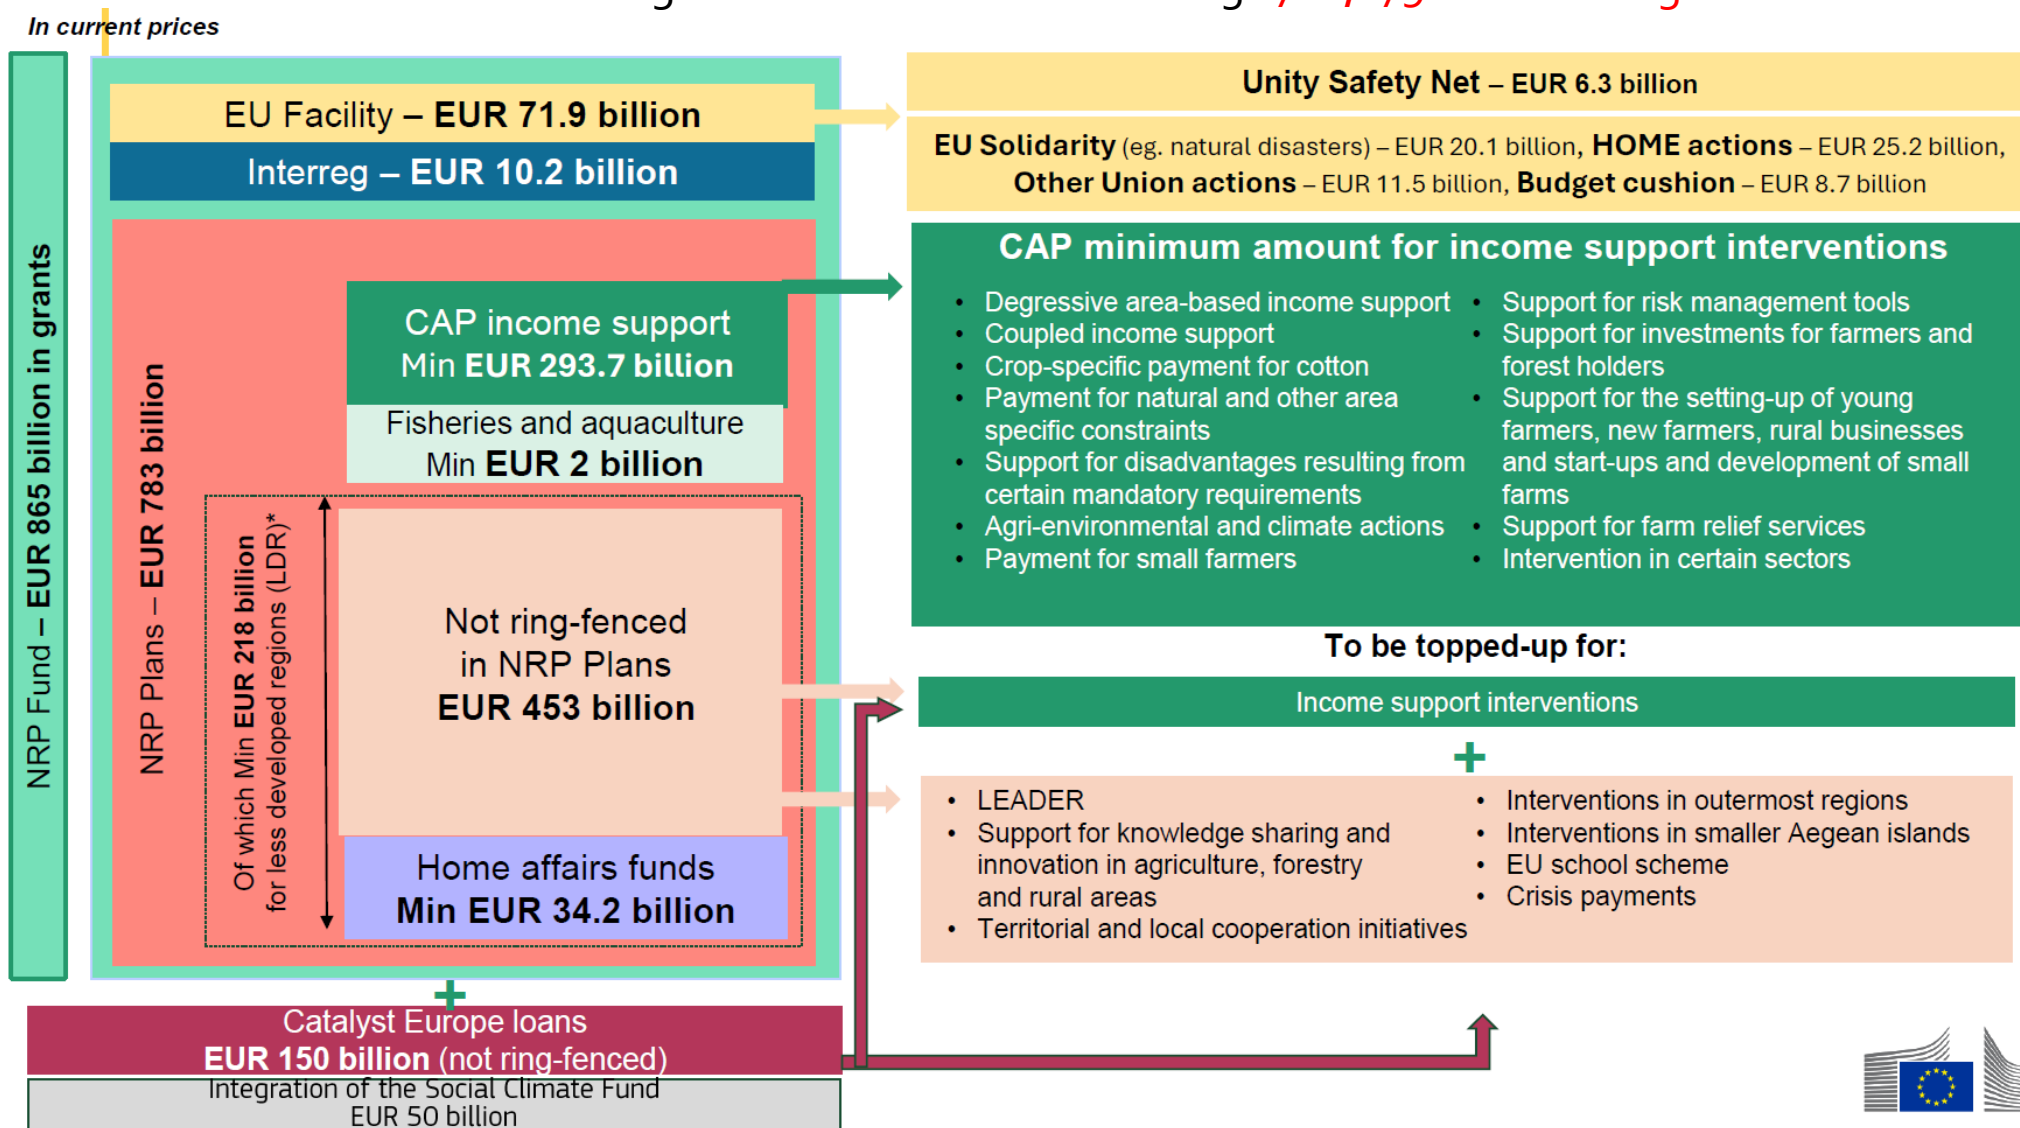 In current prices
NRP Fund – EUR 865 billion in grants
EU Facility – EUR 71.9 billion
Interreg – EUR 10.2 billion
NRP Plans – EUR 783 billion
CAP income support
Min EUR 293.7 billion
Fisheries and aquaculture
Min EUR 2 billion
Of which Min EUR 218 billion
for less developed regions (LDR)*
Not ring-fenced
in NRP Plans
EUR 453 billion
Home affairs funds
Min EUR 34.2 billion
+
Catalyst Europe loans
EUR 150 billion (not ring-fenced)
Integration of the Social Climate Fund
EUR 50 billion
Unity Safety Net – EUR 6.3 billion
EU Solidarity (eg. natural disasters) – EUR 20.1 billion, HOME actions – EUR 25.2 billion,
Other Union actions – EUR 11.5 billion, Budget cushion – EUR 8.7 billion
CAP minimum amount for income support interventions
• Degressive area-based income support
• Coupled income support
• Crop-specific payment for cotton
• Payment for natural and other area
specific constraints
• Support for disadvantages resulting from
certain mandatory requirements
• Agri-environmental and climate actions
• Payment for small farmers
• Support for risk management tools
• Support for investments for farmers and
forest holders
• Support for the setting-up of young
farmers, new farmers, rural businesses
and start-ups and development of small
farms
• Support for farm relief services
• Intervention in certain sectors
To be topped-up for:
Income support interventions
+
• LEADER
• Support for knowledge sharing and
innovation in agriculture, forestry
and rural areas
• Territorial and local cooperation initiatives
• Interventions in outermost regions
• Interventions in smaller Aegean islands
• EU school scheme
• Crisis payments